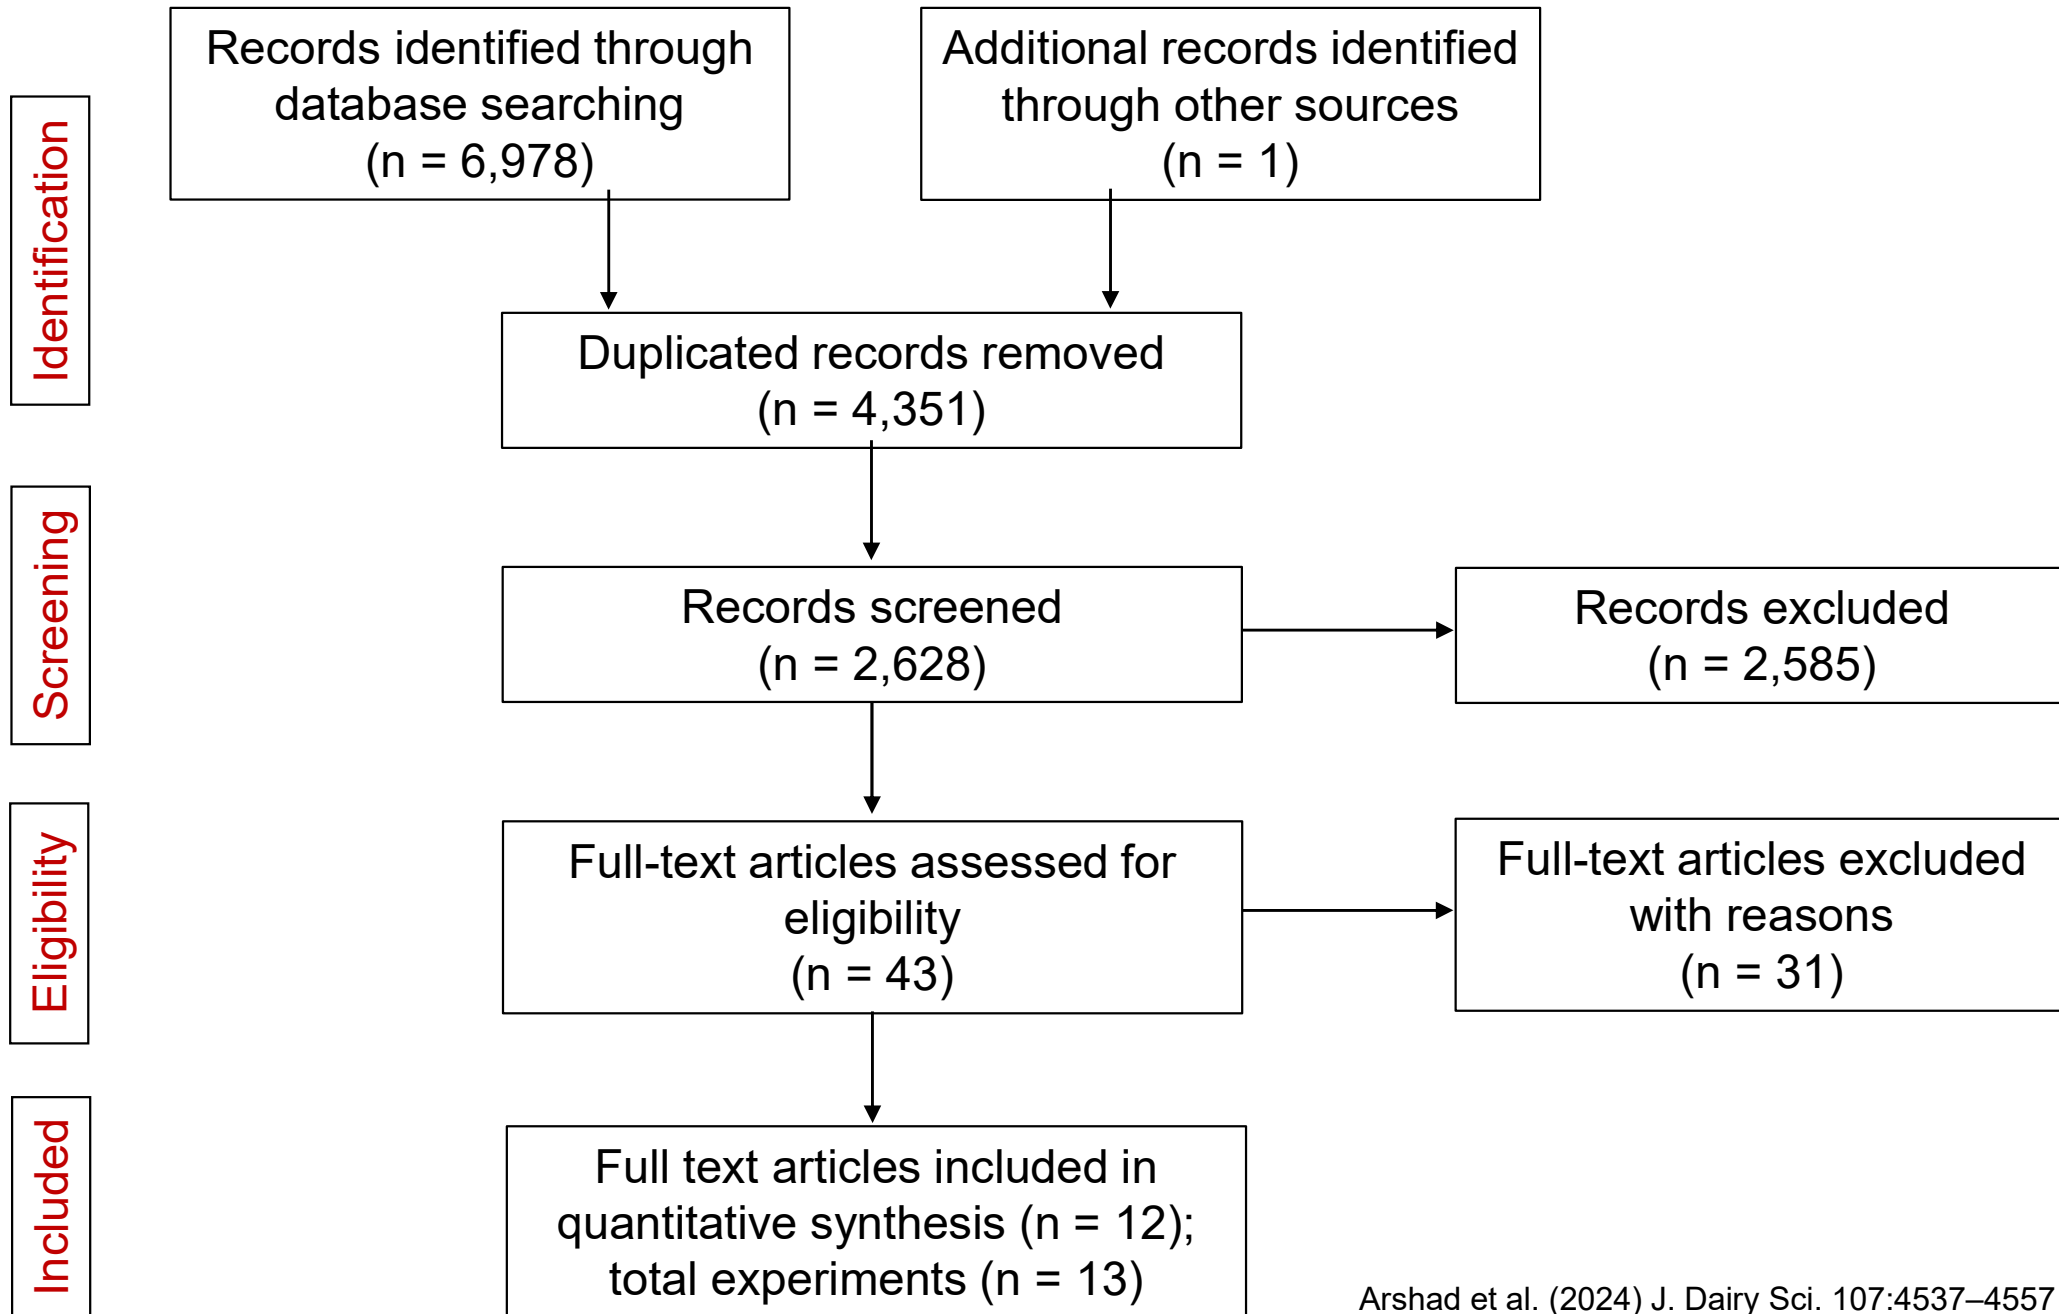 Identification
Records identified through
database searching
(n = 6,978)
Additional records identified
through other sources
(n = 1)
Duplicated records removed
(n = 4,351)
Screening
Records screened
(n = 2,628)
Records excluded
(n = 2,585)
Eligibility
Full-text articles assessed for
eligibility
(n = 43)
Full-text articles excluded
with reasons
(n = 31)
Included
Full text articles included in
quantitative synthesis (n = 12);
total experiments (n = 13)
Arshad et al. (2024) J. Dairy Sci. 107:4537–4557